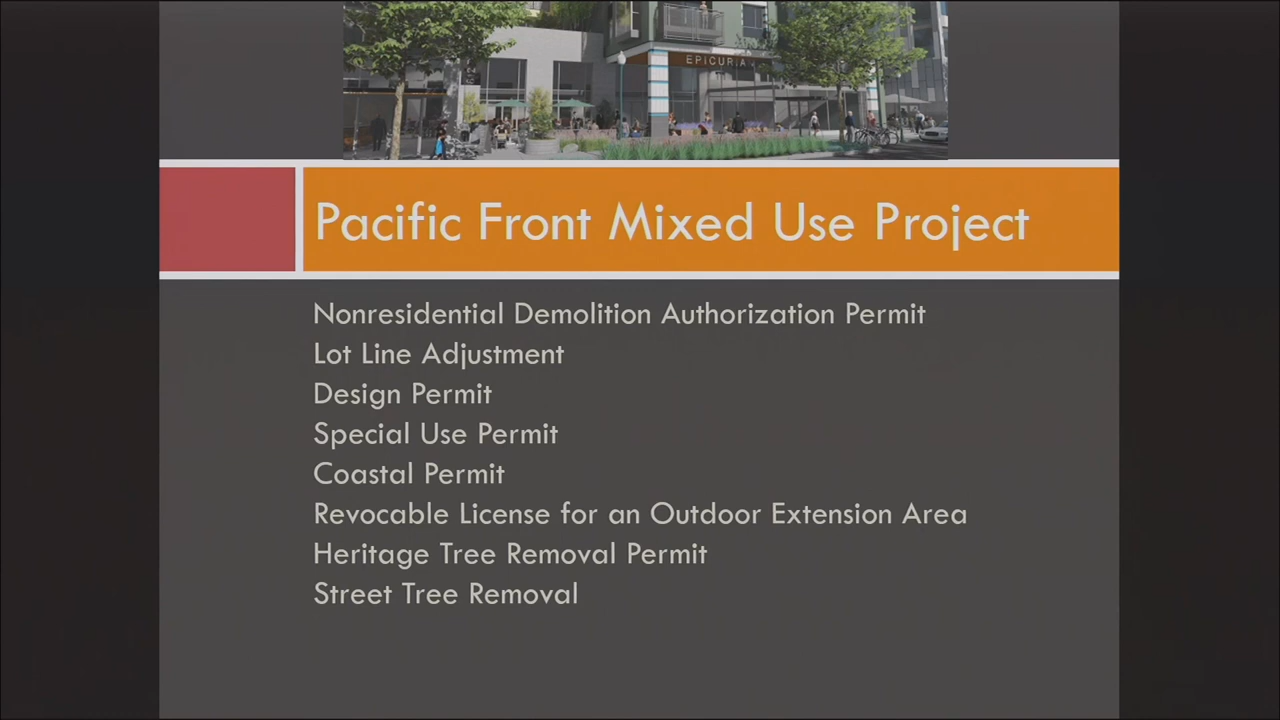 EPICURIA
Pacific Front Mixed Use Project
Nonresidential Demolition Authorization Permit
Lot Line Adjustment
Design Permit
Special Use Permit
Coastal Permit
Revocable License for an Outdoor Extension Area
Heritage Tree Removal Permit
Street Tree Removal